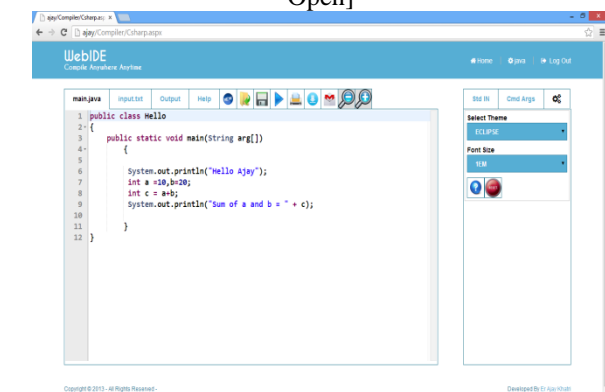 Open]
ajay/Compiler/Csharp.asp
ajay/Compiler/Csharp.aspx
WebIDE
Compile Anywhere Anytime
Home java Log Out
main.java input.txt Output Help
Std IN Cmd Args
1 public class Hello
2 {
3 public static void main(String arg[])
4 {
5
6 System.out.println("Hello Ajay");
7 int a =10,b=20;
8 int c = a+b;
9 System.out.println("Sum of a and b = " + c);
10
11 }
12 }
Select Theme
ECLIPSE
Font Size
1EM
Copyright © 2013 - All Rights Reserved -
Developed By Er Ajay Khatri